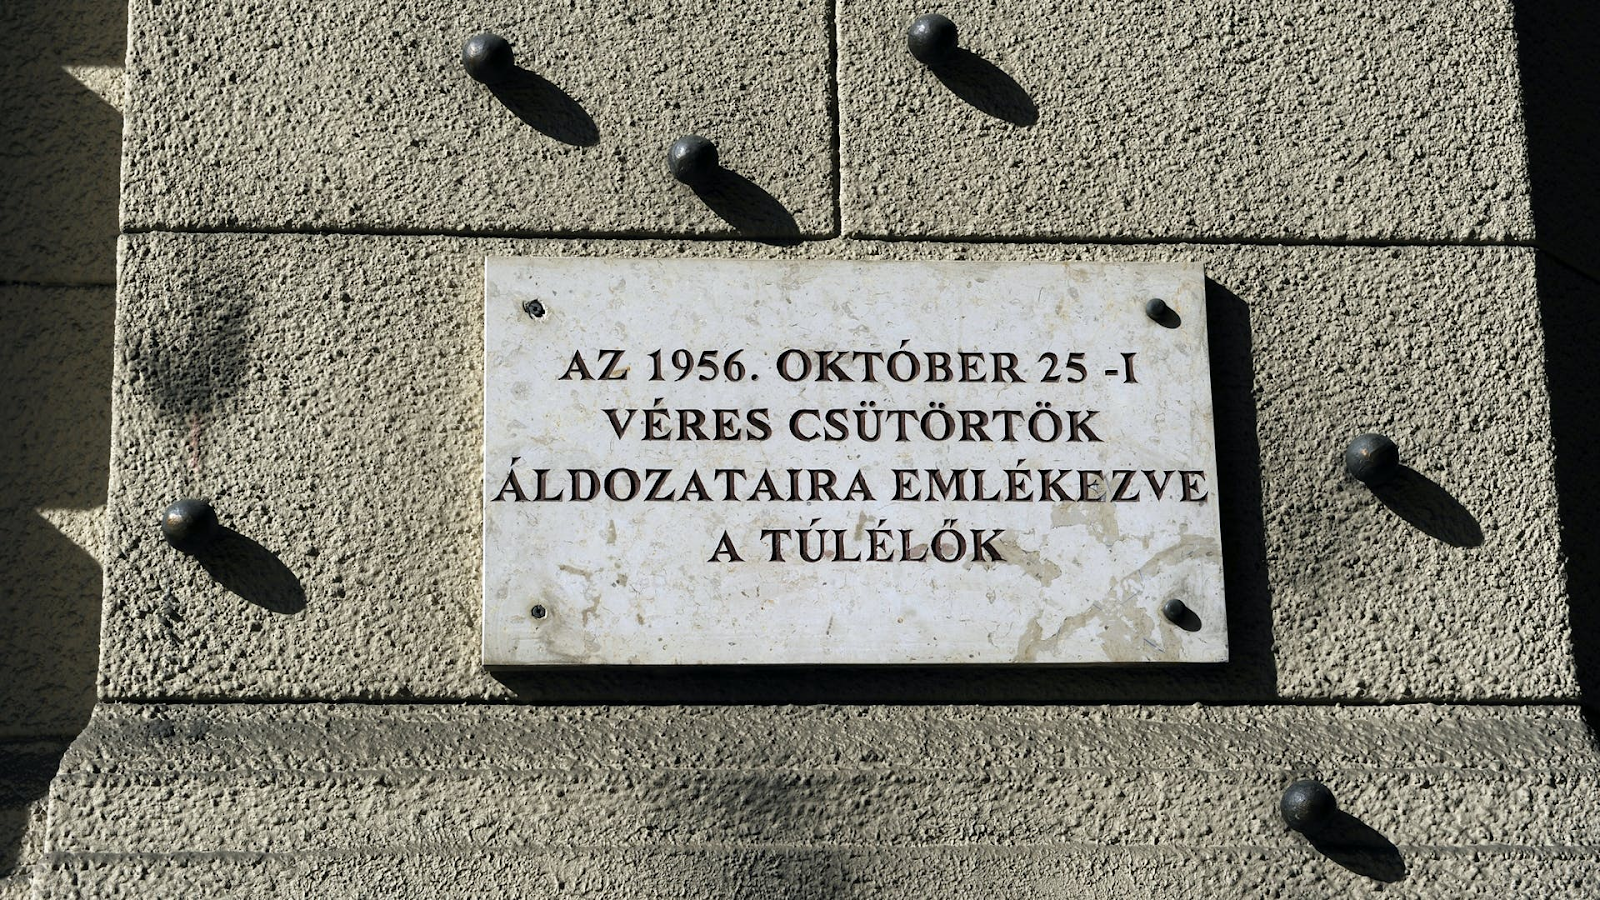 AZ 1956. OKTÓBER 25 -I
VÉRES CSÜTÖRTÖK
ÁLDOZATAIRA EMLÉKEZVE
A TÚLÉLŐK